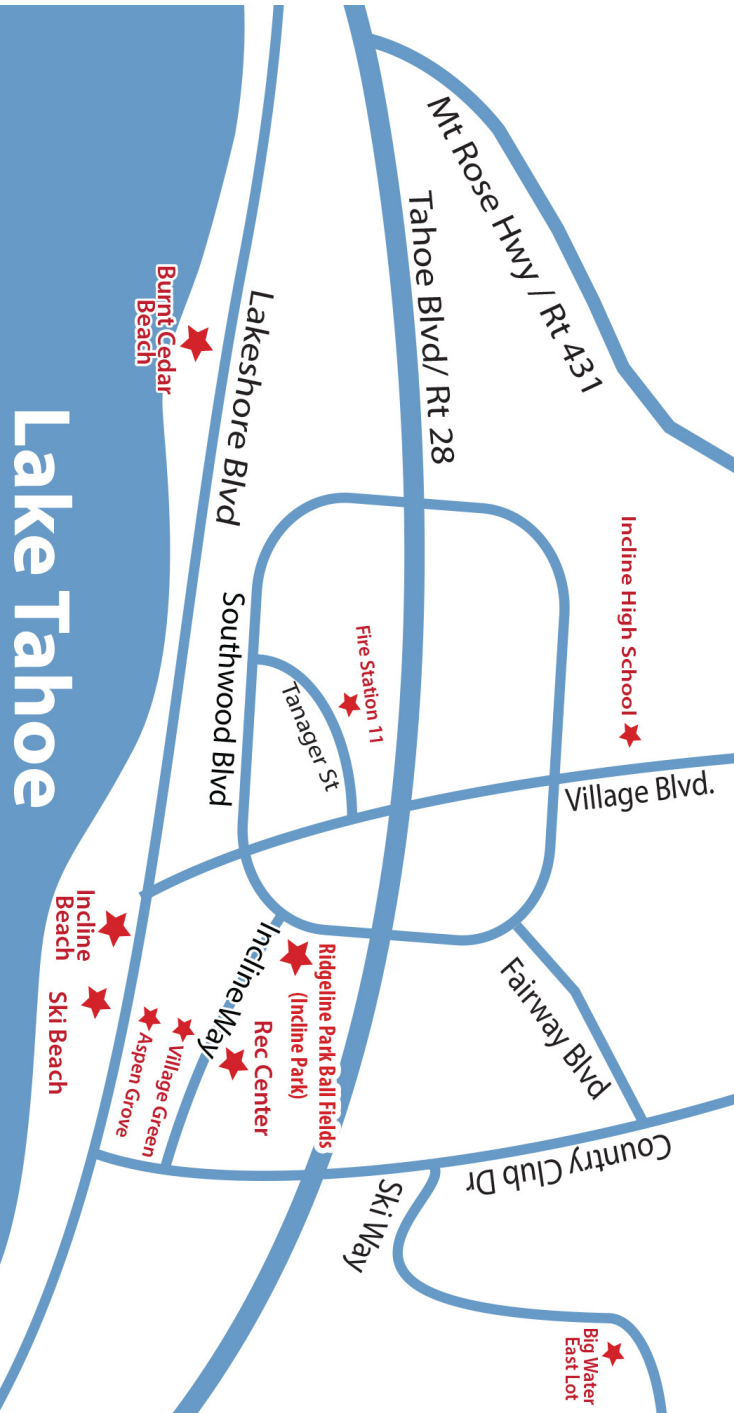 Mt Rose Hwy / Rt 431
Tahoe Blvd/ Rt 28
Lakeshore Blvd
Burnt Cedar
Beach
Lake Tahoe
Incline High School
Village Blvd.
Fire Station 11
Tanager St
Southwood Blvd
Fairway Blvd
Country Club Dr
Ridgeline Park Ball Fields
(Incline Park)
Incline Way
Rec Center
Village Green
Aspen Grove
Incline
Beach
Ski Beach
Ski Way
Big Water
East Lot